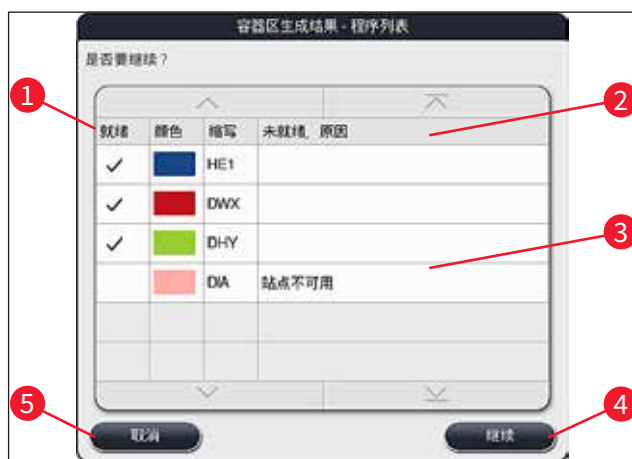 容器区生成结果 - 程序列表
是否要继续？
1
2
就绪 颜色 缩写 未就绪, 原因
HE1
DWX
3
DHY
DIA 站点不可用
5
4
取消 继续